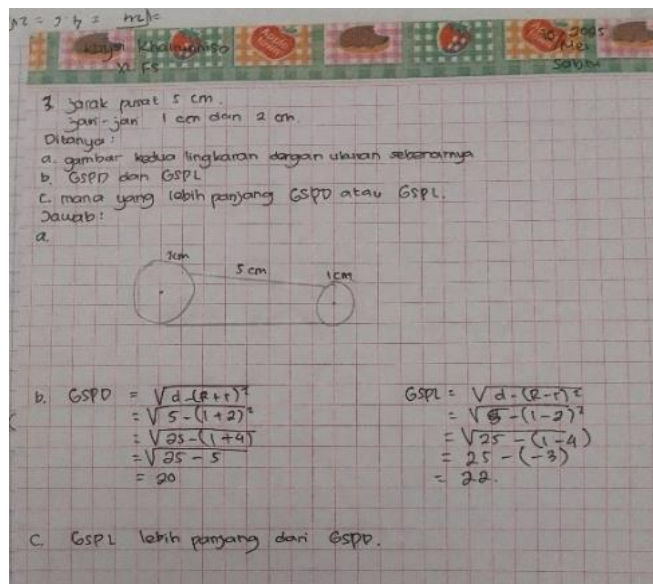 XI F5
2025
Mei
Sabtu
3. Jarak pusat 5 cm.
Jari-jari 1 cm dan 2 cm.
Ditanya:
a. gambar kedua lingkaran dengan ukuran sebenarnya
b. GSPD dan GSPL
c. mana yang lebih panjang GSPD atau GSPL.
Jawab:
a.
2cm
5 cm
1cm
b. GSPD = √d-(R+r)²
= √5-(1+2)²
= √25-(1+4)
= √25-5
= 20
GSPL = √d-(R-r)²
= √5-(1-2)²
= √25-(1-4)
= 25-(-3)
= 22.
C. GSPL lebih panjang dari GSPD.